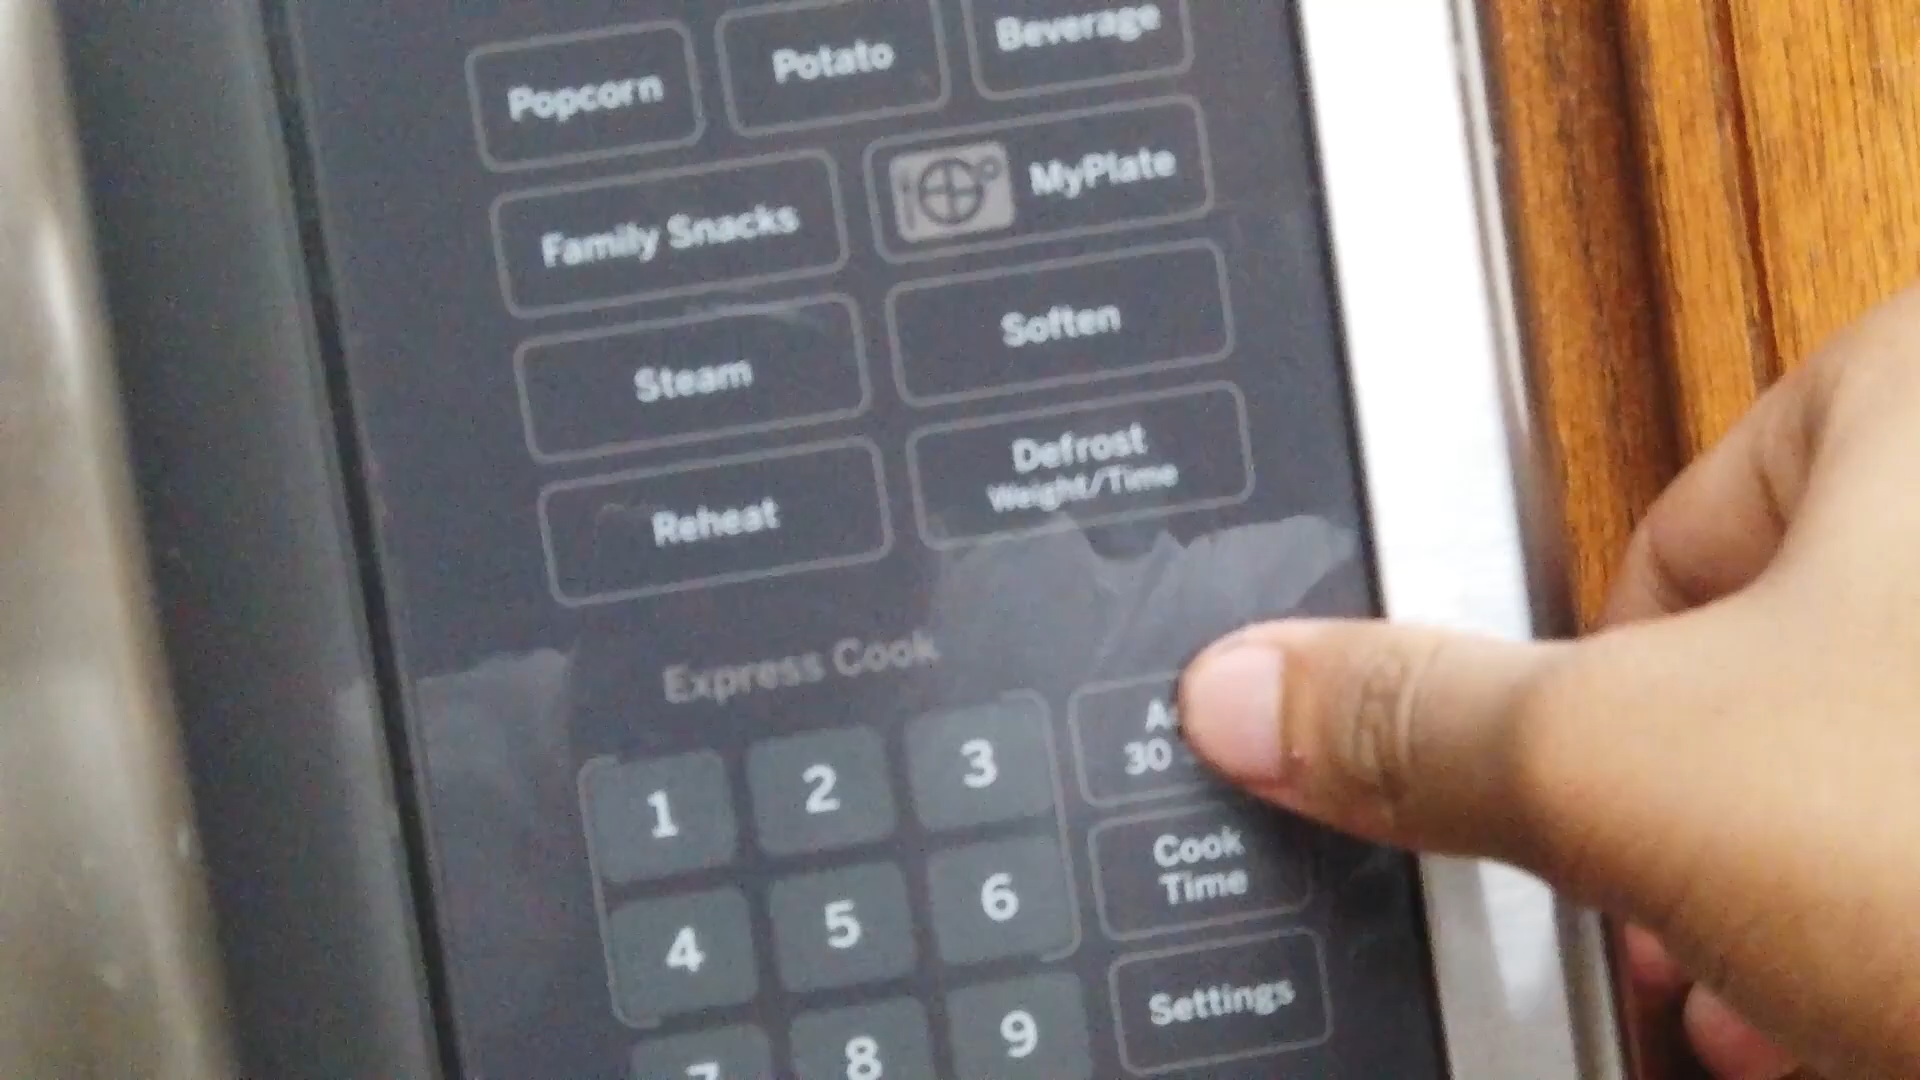 Popcorn
Potato
Beverage
Family Snacks
MyPlate
Steam
Soften
Reheat
Defrost
Weight/Time
Express Cook
1
2
3
30
4
5
6
Cook
Time
7
8
9
Settings